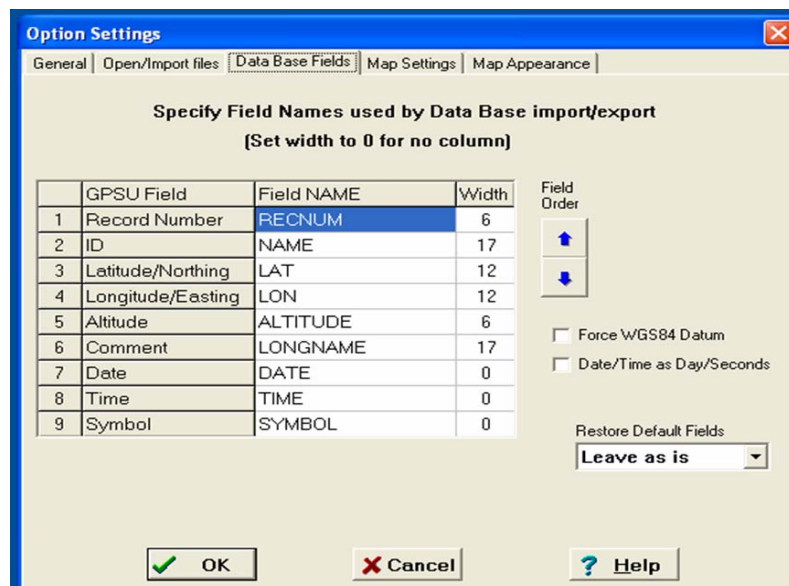 Option Settings
General Open/Import files Data Base Fields Map Settings Map Appearance
Specify Field Names used by Data Base import/export
(Set width to 0 for no column)
GPSU Field Field NAME Width
1 Record Number RECNUM 6
2 ID NAME 17
3 Latitude/Northing LAT 12
4 Longitude/Easting LON 12
5 Altitude ALTITUDE 6
6 Comment LONGNAME 17
7 Date DATE 0
8 Time TIME 0
9 Symbol SYMBOL 0
Field
Order
Force WGS84 Datum
Date/Time as Day/Seconds
Restore Default Fields
Leave as is
OK Cancel ? Help